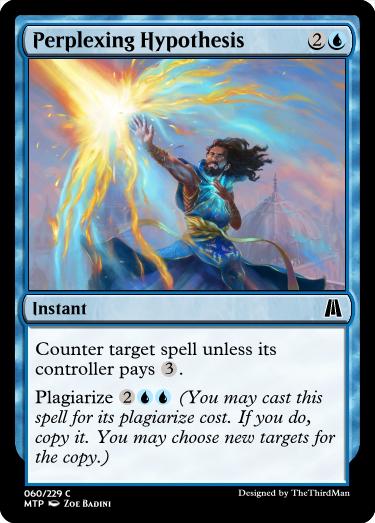 Perplexing Hypothesis 2
Instant
Counter target spell unless its
controller pays 3.
Plagiarize 2 (You may cast this
spell for its plagiarize cost. If you do,
copy it. You may choose new targets for
the copy.)
060/229 C Designed by TheThirdMan
MTP Zoe Badini